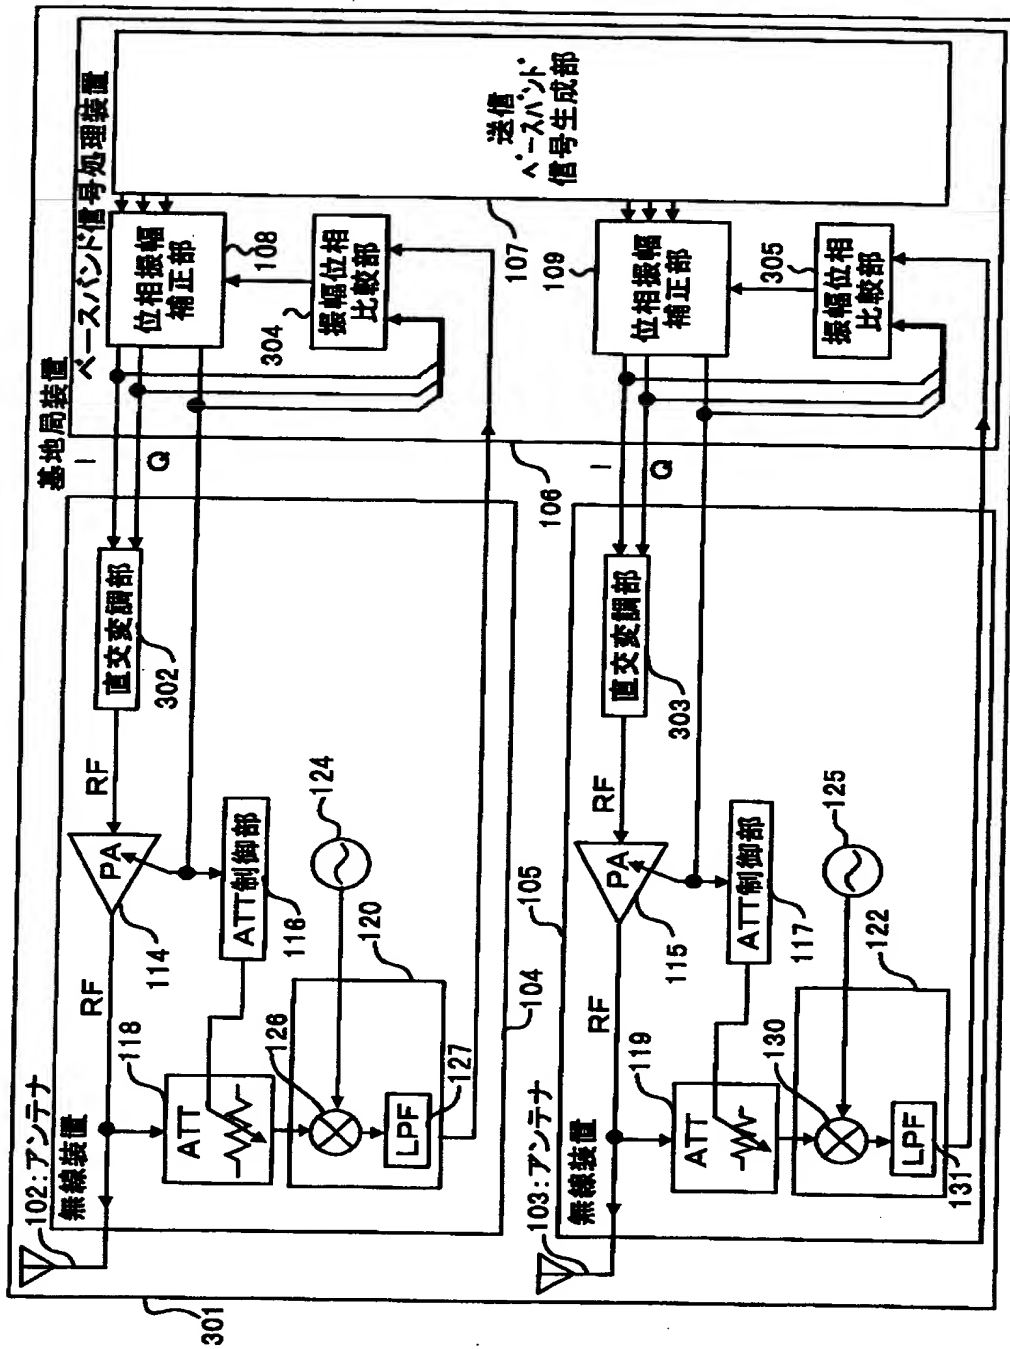 基地局装置
ベースバンド信号処理装置
送信
ベースバンド
信号生成部
107
位相振幅
補正部
108
振幅位相
比較部
304
位相振幅
補正部
109
振幅位相
比較部
305
106
I
Q
I
Q
直交変調部
302
RF
PA
114
RF
ATT制御部
116
124
120
118
ATT
126
LPF
127
104
無線装置
102:アンテナ
直交変調部
303
RF
PA
115
RF
ATT制御部
117
125
122
119
ATT
130
LPF
131
105
無線装置
103:アンテナ
301